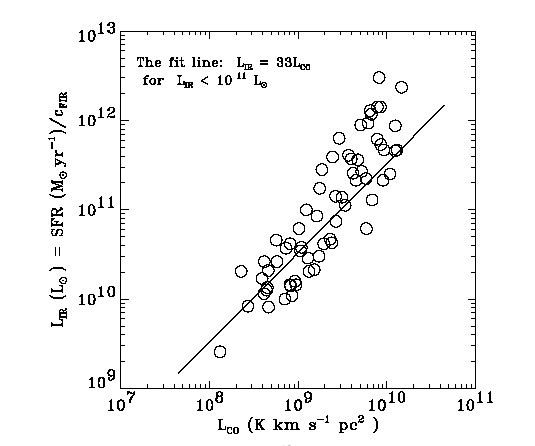 The fit line: L_IR = 33L_CO
for L_IR < 10^11 L_⊙
L_IR (L_⊙) = SFR (M_⊙ yr^-1)/c_FIR
10^13
10^12
10^11
10^10
10^9
10^7 10^8 10^9 10^10 10^11
L_CO (K km s^-1 pc^2)